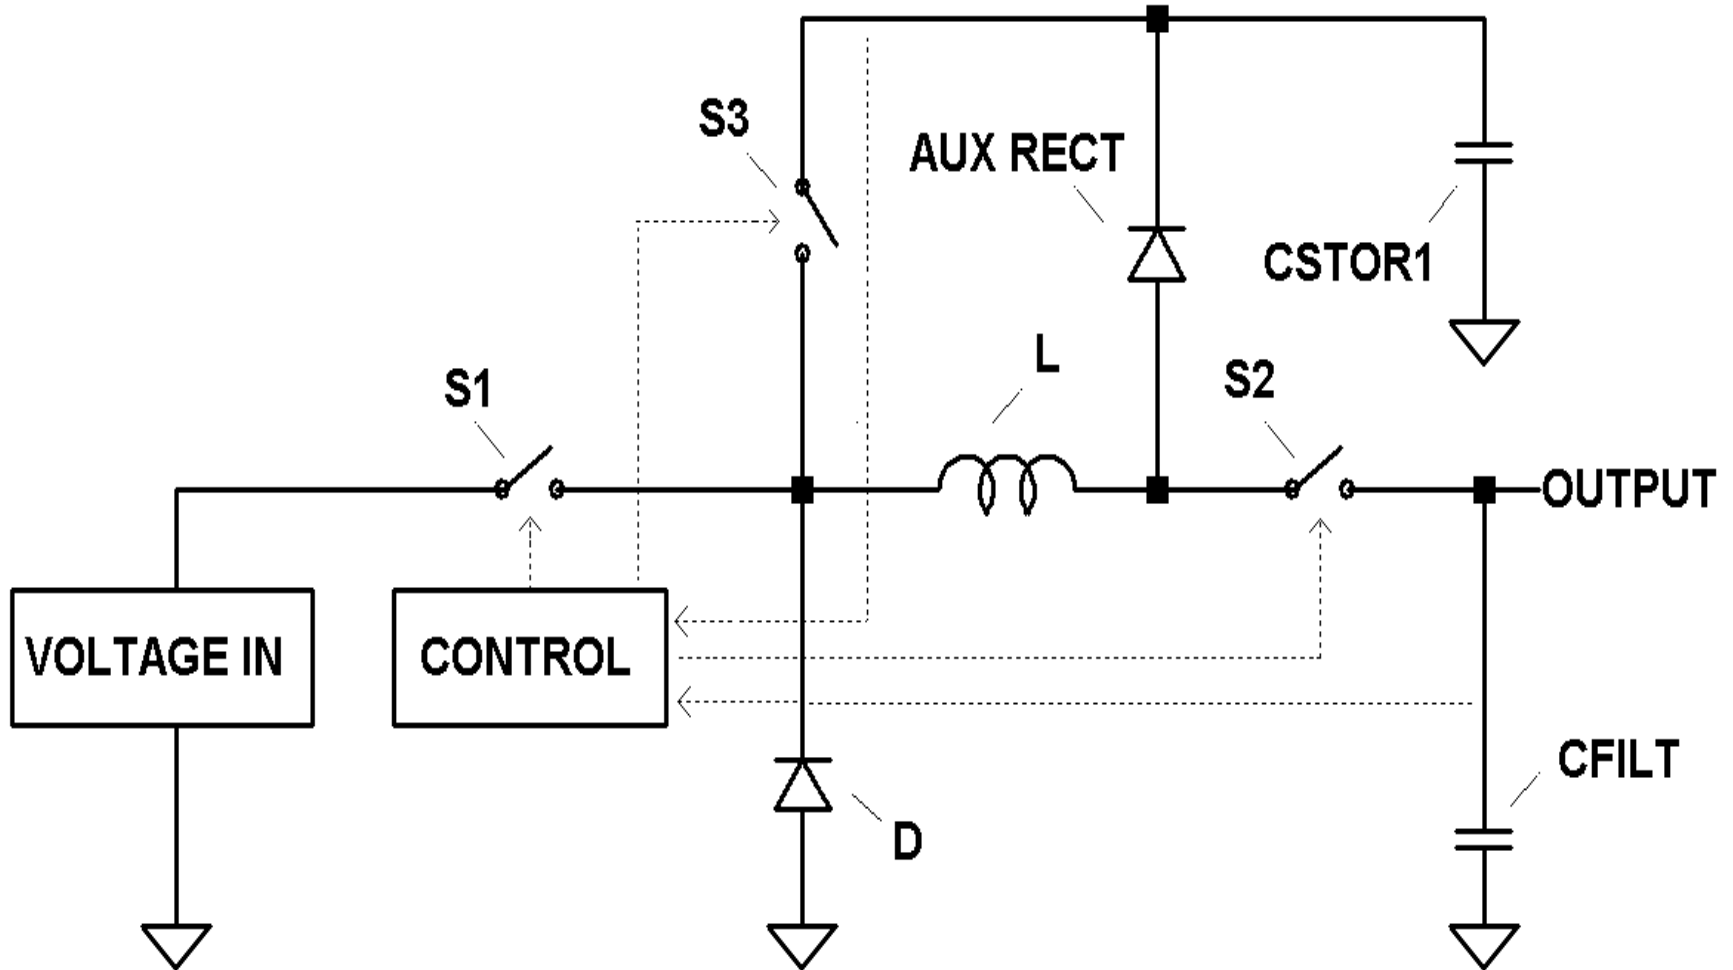 S3
AUX RECT
CSTOR1
L
S1
S2
OUTPUT
VOLTAGE IN
CONTROL
CFILT
D